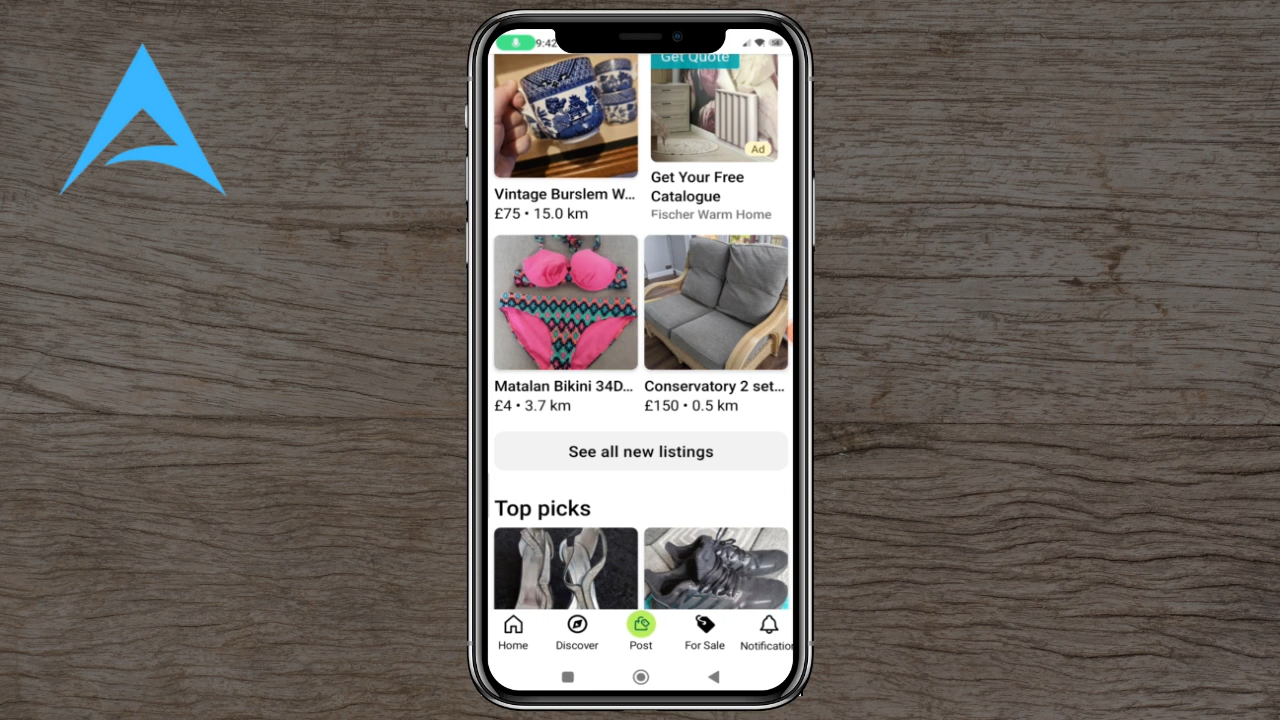 9:42
Get Quote
Ad
Vintage Burslem W...
£75 • 15.0 km
Get Your Free
Catalogue
Fischer Warm Home
Matalan Bikini 34D...
£4 • 3.7 km
Conservatory 2 set...
£150 • 0.5 km
See all new listings
Top picks
Home
Discover
Post
For Sale
Notification